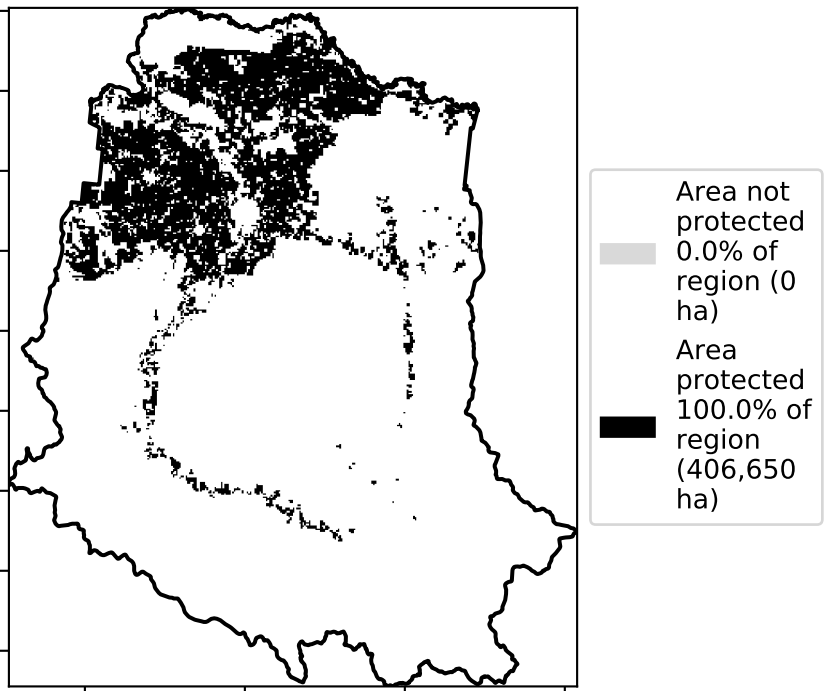 Area not
protected
0.0% of
region (0
ha)
Area
protected
100.0% of
region
(406,650
ha)